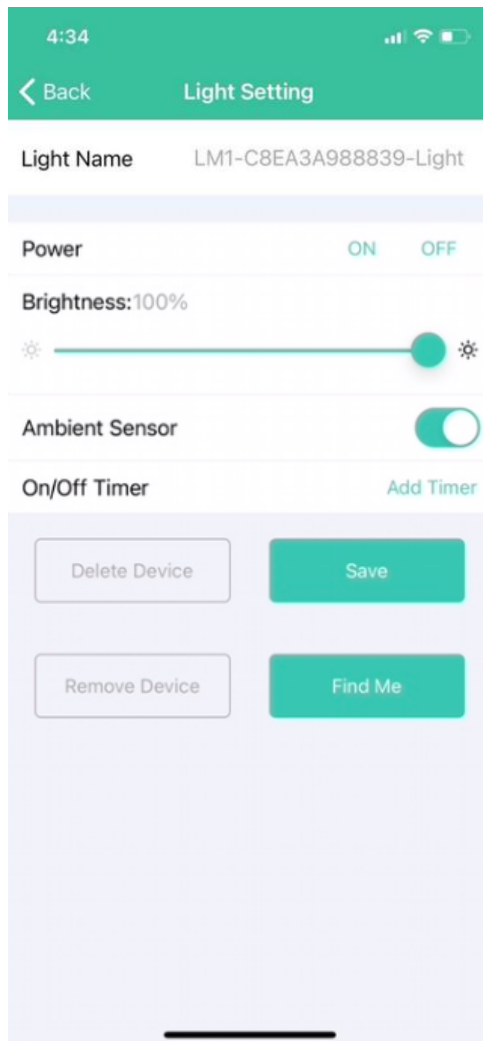 4:34
Back Light Setting
Light Name LM1-C8EA3A988839-Light
Power ON OFF
Brightness:100%
Ambient Sensor
On/Off Timer Add Timer
Delete Device Save
Remove Device Find Me